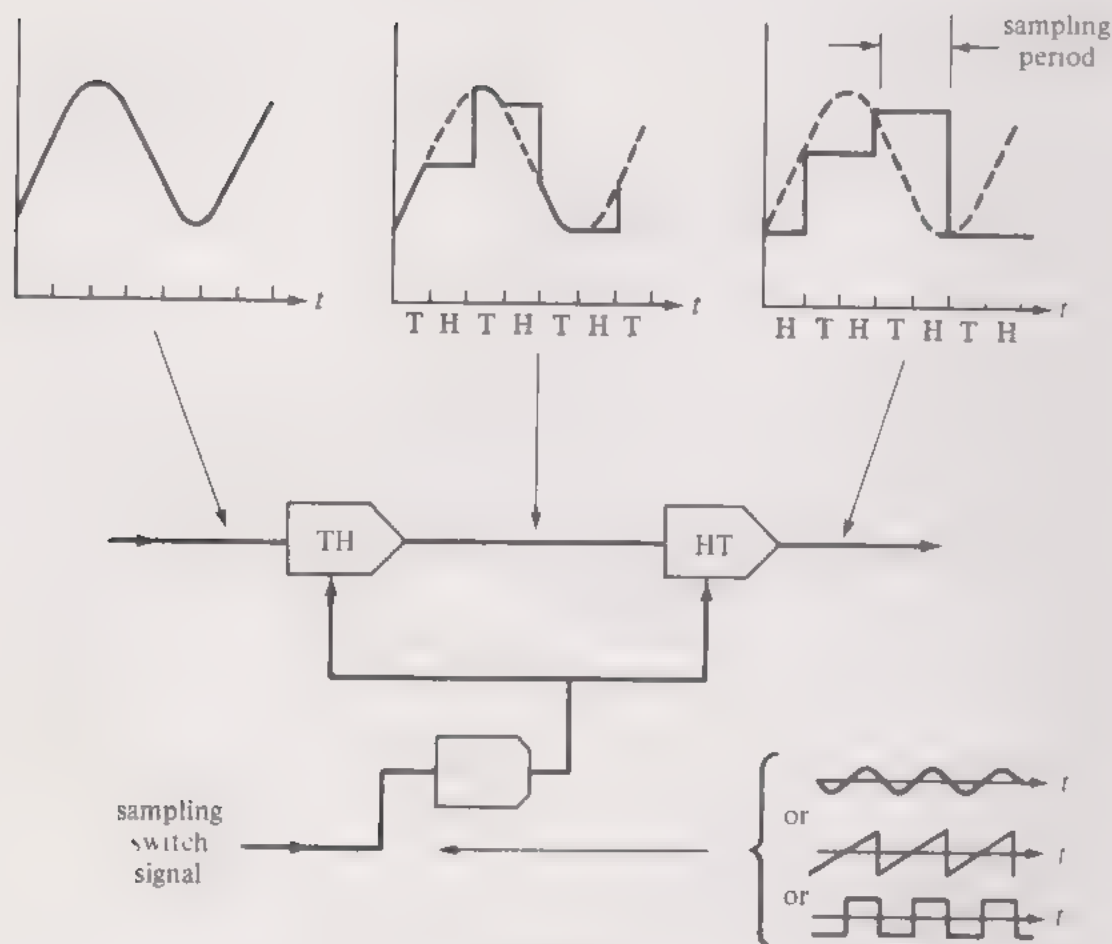 sampling
period
t
t
t
T H T H T H T
H T H T H T H
TH
HT
sampling
switch
signal
t
or
t
or
t